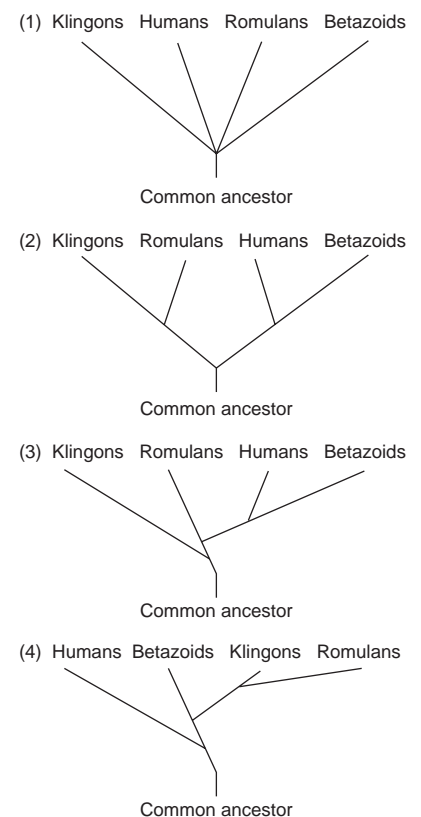 (1) Klingons Humans Romulans Betazoids
Common ancestor
(2) Klingons Romulans Humans Betazoids
Common ancestor
(3) Klingons Romulans Humans Betazoids
Common ancestor
(4) Humans Betazoids Klingons Romulans
Common ancestor